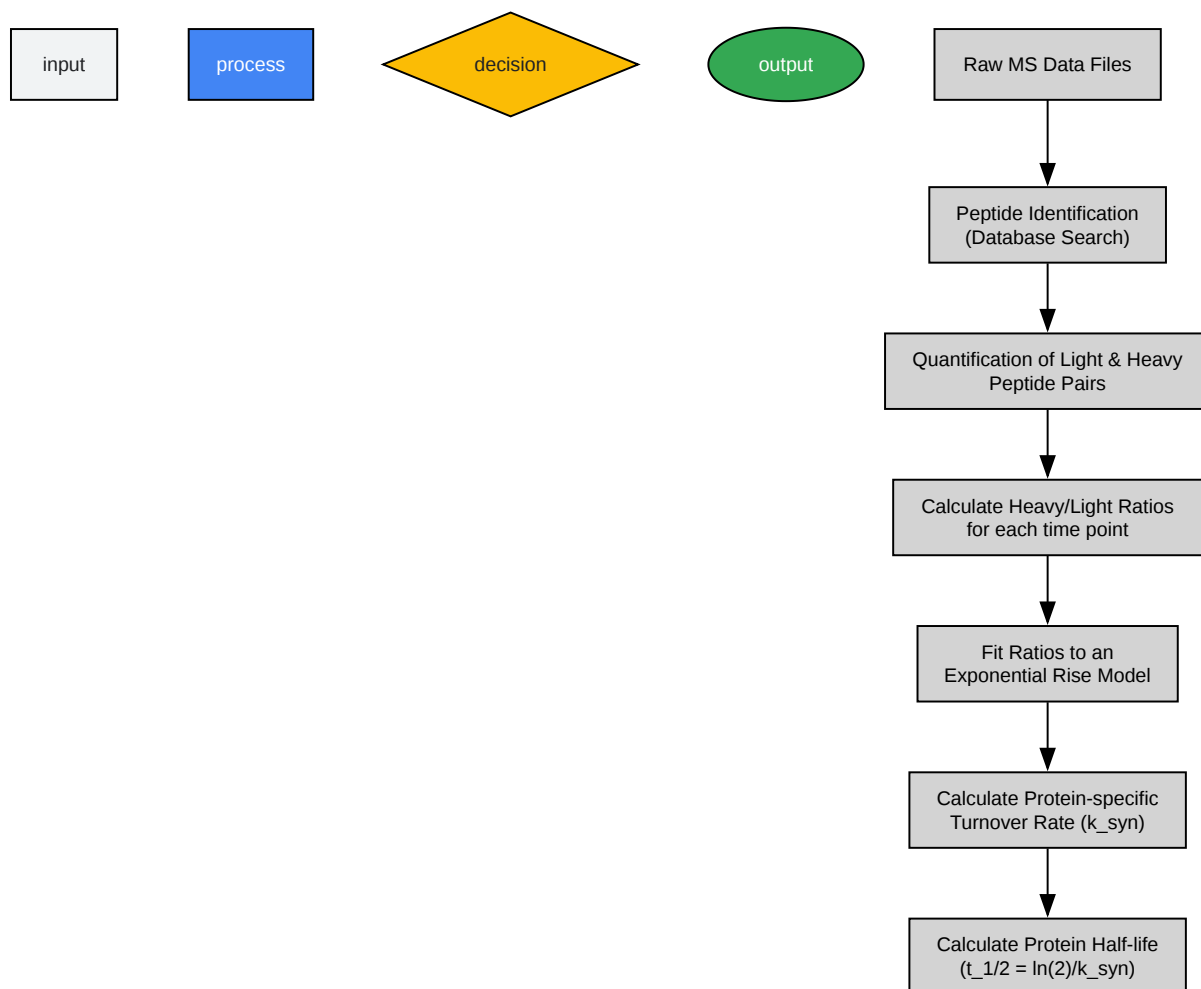 input
process
decision
output
Raw MS Data Files
Peptide Identification
(Database Search)
Quantification of Light & Heavy
Peptide Pairs
Calculate Heavy/Light Ratios
for each time point
Fit Ratios to an
Exponential Rise Model
Calculate Protein-specific
Turnover Rate (k_syn)
Calculate Protein Half-life
(t_1/2 = ln(2)/k_syn)